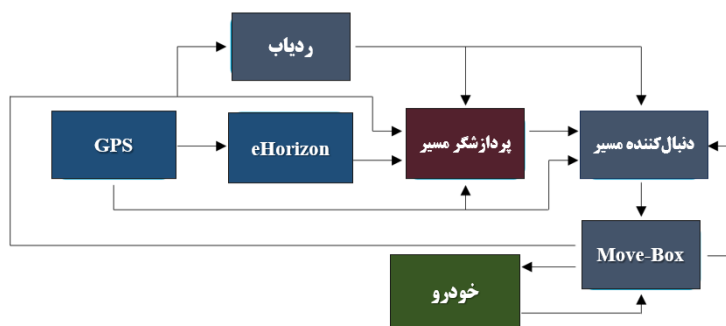 ردیاب
GPS
eHorizon
پردازشگر مسیر
دنبال‌کننده مسیر
Move-Box
خودرو